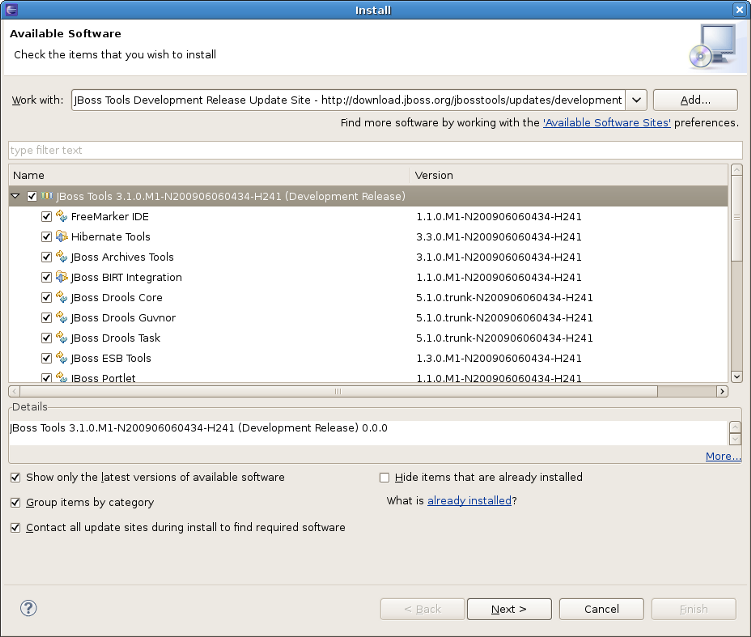 Install
Available Software
Check the items that you wish to install
Work with: JBoss Tools Development Release Update Site - http://download.jboss.org/jbosstools/updates/development Add...
Find more software by working with the 'Available Software Sites' preferences.
type filter text
Name Version
JBoss Tools 3.1.0.M1-N200906060434-H241 (Development Release)
FreeMarker IDE 1.1.0.M1-N200906060434-H241
Hibernate Tools 3.3.0.M1-N200906060434-H241
JBoss Archives Tools 3.1.0.M1-N200906060434-H241
JBoss BIRT Integration 1.1.0.M1-N200906060434-H241
JBoss Drools Core 5.1.0.trunk-N200906060434-H241
JBoss Drools Guvnor 5.1.0.trunk-N200906060434-H241
JBoss Drools Task 5.1.0.trunk-N200906060434-H241
JBoss ESB Tools 1.3.0.M1-N200906060434-H241
JBoss Portlet 1.1.0.M1-N200906060434-H241
Details
JBoss Tools 3.1.0.M1-N200906060434-H241 (Development Release) 0.0.0
More...
Show only the latest versions of available software Hide items that are already installed
Group items by category What is already installed?
Contact all update sites during install to find required software
< Back Next > Cancel Finish